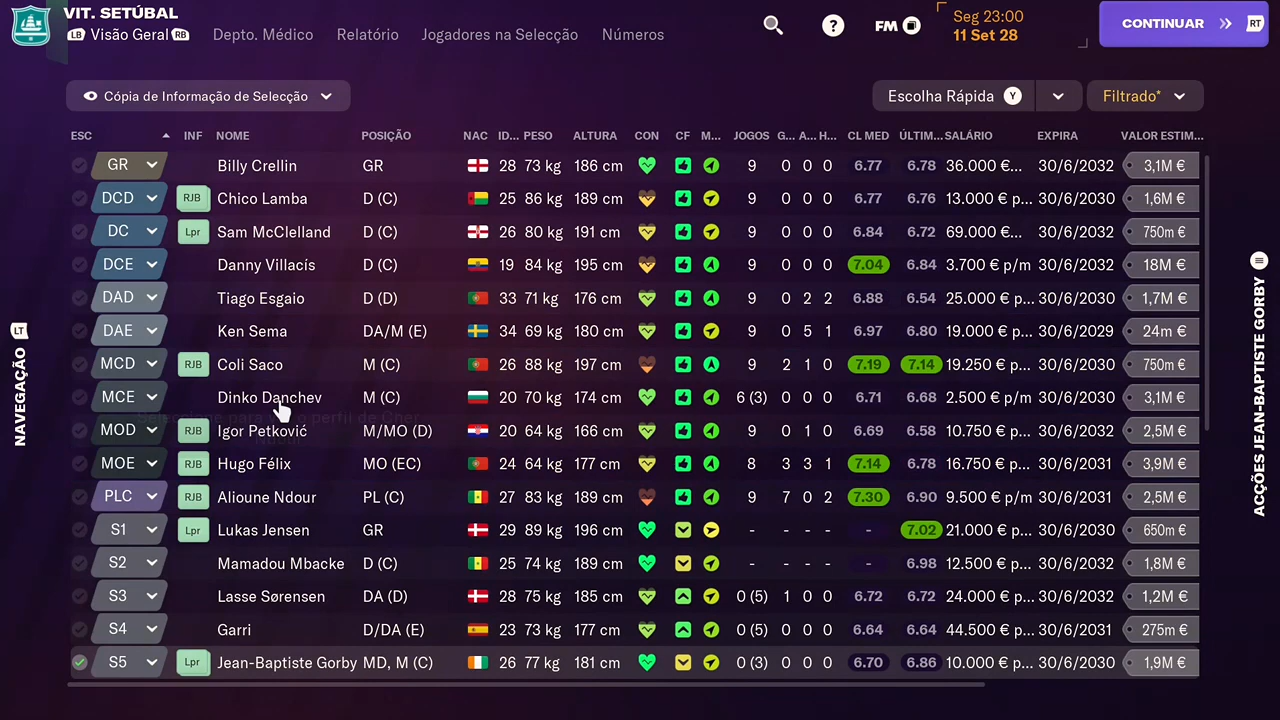 VIT. SETÚBAL
LB Visão Geral RB Depto. Médico Relatório Jogadores na Selecção Números
? FM
Seg 23:00
11 Set 28
CONTINUAR RT
Cópia de Informação de Selecção
Escolha Rápida Y
Filtrado*
ESC INF NOME POSIÇÃO NAC ID... PESO ALTURA CON CF M... JOGOS G... A... H... CL MED ÚLTIM... SALÁRIO EXPIRA VALOR ESTIM...
GR Billy Crellin GR 28 73 kg 186 cm 9 0 0 0 6.77 6.78 36.000 €... 30/6/2032 3,1M €
DCD RJB Chico Lamba D (C) 25 86 kg 189 cm 9 0 0 0 6.77 6.76 13.000 € p... 30/6/2030 1,6M €
DC Lpr Sam McClelland D (C) 26 80 kg 191 cm 9 0 0 0 6.84 6.72 69.000 €... 30/6/2032 750m €
DCE Danny Villacis D (C) 19 84 kg 195 cm 9 0 0 0 7.04 6.84 3.700 € p/m 30/6/2032 18M €
DAD Tiago Esgaio D (D) 33 71 kg 176 cm 9 0 2 2 6.88 6.54 25.000 € p... 30/6/2030 1,7M €
DAE Ken Sema DA/M (E) 34 69 kg 180 cm 9 0 5 1 6.97 6.80 19.000 € p... 30/6/2029 24m €
MCD RJB Coli Saco M (C) 26 88 kg 197 cm 9 2 1 0 7.19 7.14 19.250 € p... 30/6/2030 750m €
MCE Dinko Danchev M (C) 20 70 kg 174 cm 6 (3) 0 0 0 6.71 6.68 2.500 € p/m 30/6/2030 3,1M €
MOD RJB Igor Petković M/MO (D) 20 64 kg 166 cm 9 0 1 0 6.69 6.58 10.750 € p... 30/6/2030 2,5M €
MOE RJB Hugo Félix MO (EC) 24 64 kg 177 cm 8 3 3 1 7.14 6.78 16.750 € p... 30/6/2031 3,9M €
PLC RJB Alioune Ndour PL (C) 27 83 kg 189 cm 9 7 0 2 7.30 6.90 9.500 € p/m 30/6/2031 2,5M €
S1 Lpr Lukas Jensen GR 29 89 kg 196 cm - - - - - 7.02 21.000 € p... 30/6/2030 650m €
S2 Mamadou Mbacke D (C) 25 74 kg 189 cm - - - - - 6.98 12.500 € p... 30/6/2031 1,8M €
S3 Lasse Sørensen DA (D) 28 75 kg 185 cm 0 (5) 1 0 0 6.72 6.72 24.000 € p... 30/6/2032 1,2M €
S4 Garri D/DA (E) 23 73 kg 177 cm 0 (5) 0 0 0 6.64 6.64 44.500 € p... 30/6/2031 275m €
S5 Lpr Jean-Baptiste Gorby MD, M (C) 26 77 kg 181 cm 0 (3) 0 0 0 6.70 6.86 10.000 € p... 30/6/2030 1,9M €
LT NAVEGAÇÃO
ACÇÕES JEAN-BAPTISTE GORBY